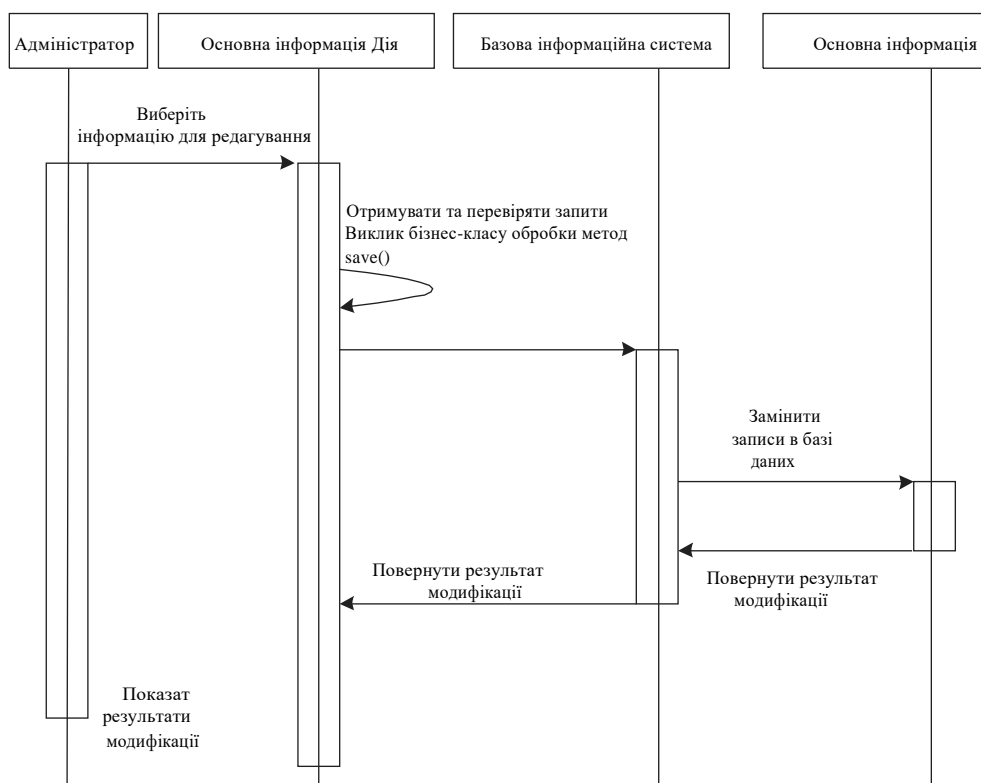 Адміністратор
Основна інформація Дія
Базова інформаційна система
Основна інформація
Виберіть
інформацію для редагування
Отримувати та перевіряти запити
Виклик бізнес-класу обробки метод
save()
Замінити
записи в базі
даних
Повернути результат
модифікації
Повернути результат
модифікації
Показат
результати
модифікації